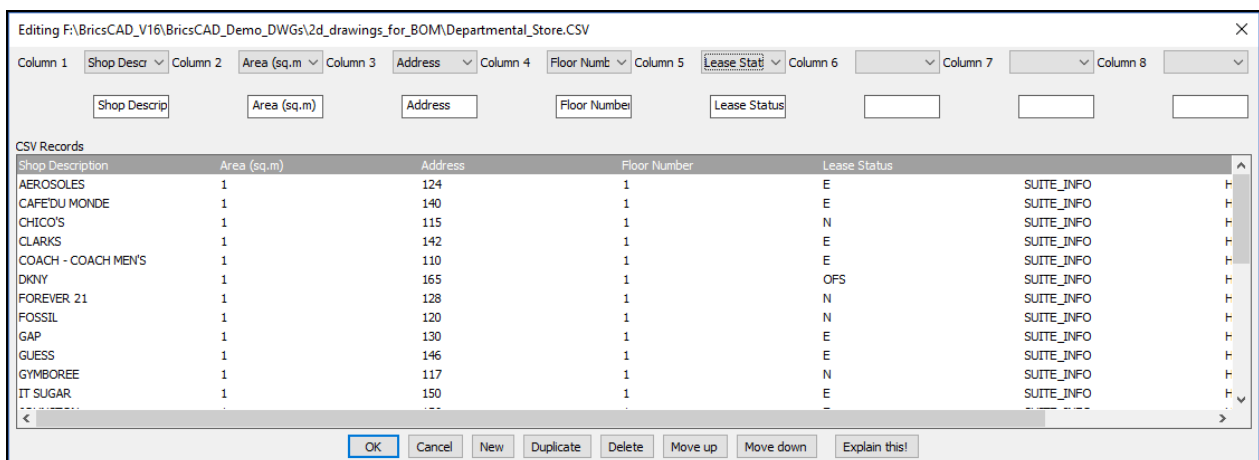 Editing F:\BricsCAD_V16\BricsCAD_Demo_DWGs\2d_drawings_for_BOM\Departmental_Store.CSV
Column 1 Shop Descr Column 2 Area (sq.m Column 3 Address Column 4 Floor Numb Column 5 Lease Stat Column 6 Column 7 Column 8
Shop Descrip Area (sq.m) Address Floor Number Lease Status
CSV Records
Shop Description Area (sq.m) Address Floor Number Lease Status
AEROSOLES 1 124 1 E SUITE_INFO H
CAFE'DU MONDE 1 140 1 E SUITE_INFO H
CHICO'S 1 115 1 N SUITE_INFO H
CLARKS 1 142 1 E SUITE_INFO H
COACH - COACH MEN'S 1 110 1 E SUITE_INFO H
DKNY 1 165 1 OFS SUITE_INFO H
FOREVER 21 1 128 1 N SUITE_INFO H
FOSSIL 1 120 1 N SUITE_INFO H
GAP 1 130 1 E SUITE_INFO H
GUESS 1 146 1 E SUITE_INFO H
GYMBOREE 1 117 1 N SUITE_INFO H
IT SUGAR 1 150 1 E SUITE_INFO H
OK Cancel New Duplicate Delete Move up Move down Explain this!